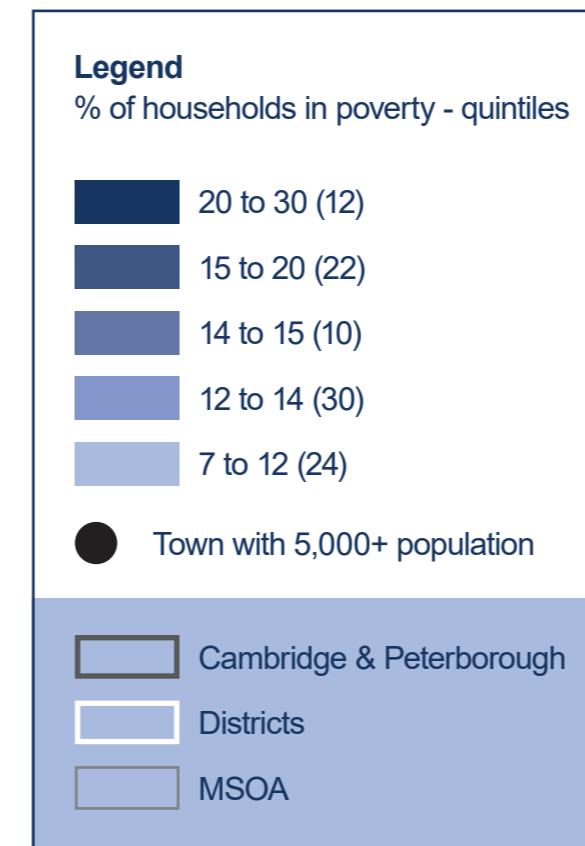 Legend
% of households in poverty - quintiles
20 to 30 (12)
15 to 20 (22)
14 to 15 (10)
12 to 14 (30)
7 to 12 (24)
Town with 5,000+ population
Cambridge & Peterborough
Districts
MSOA